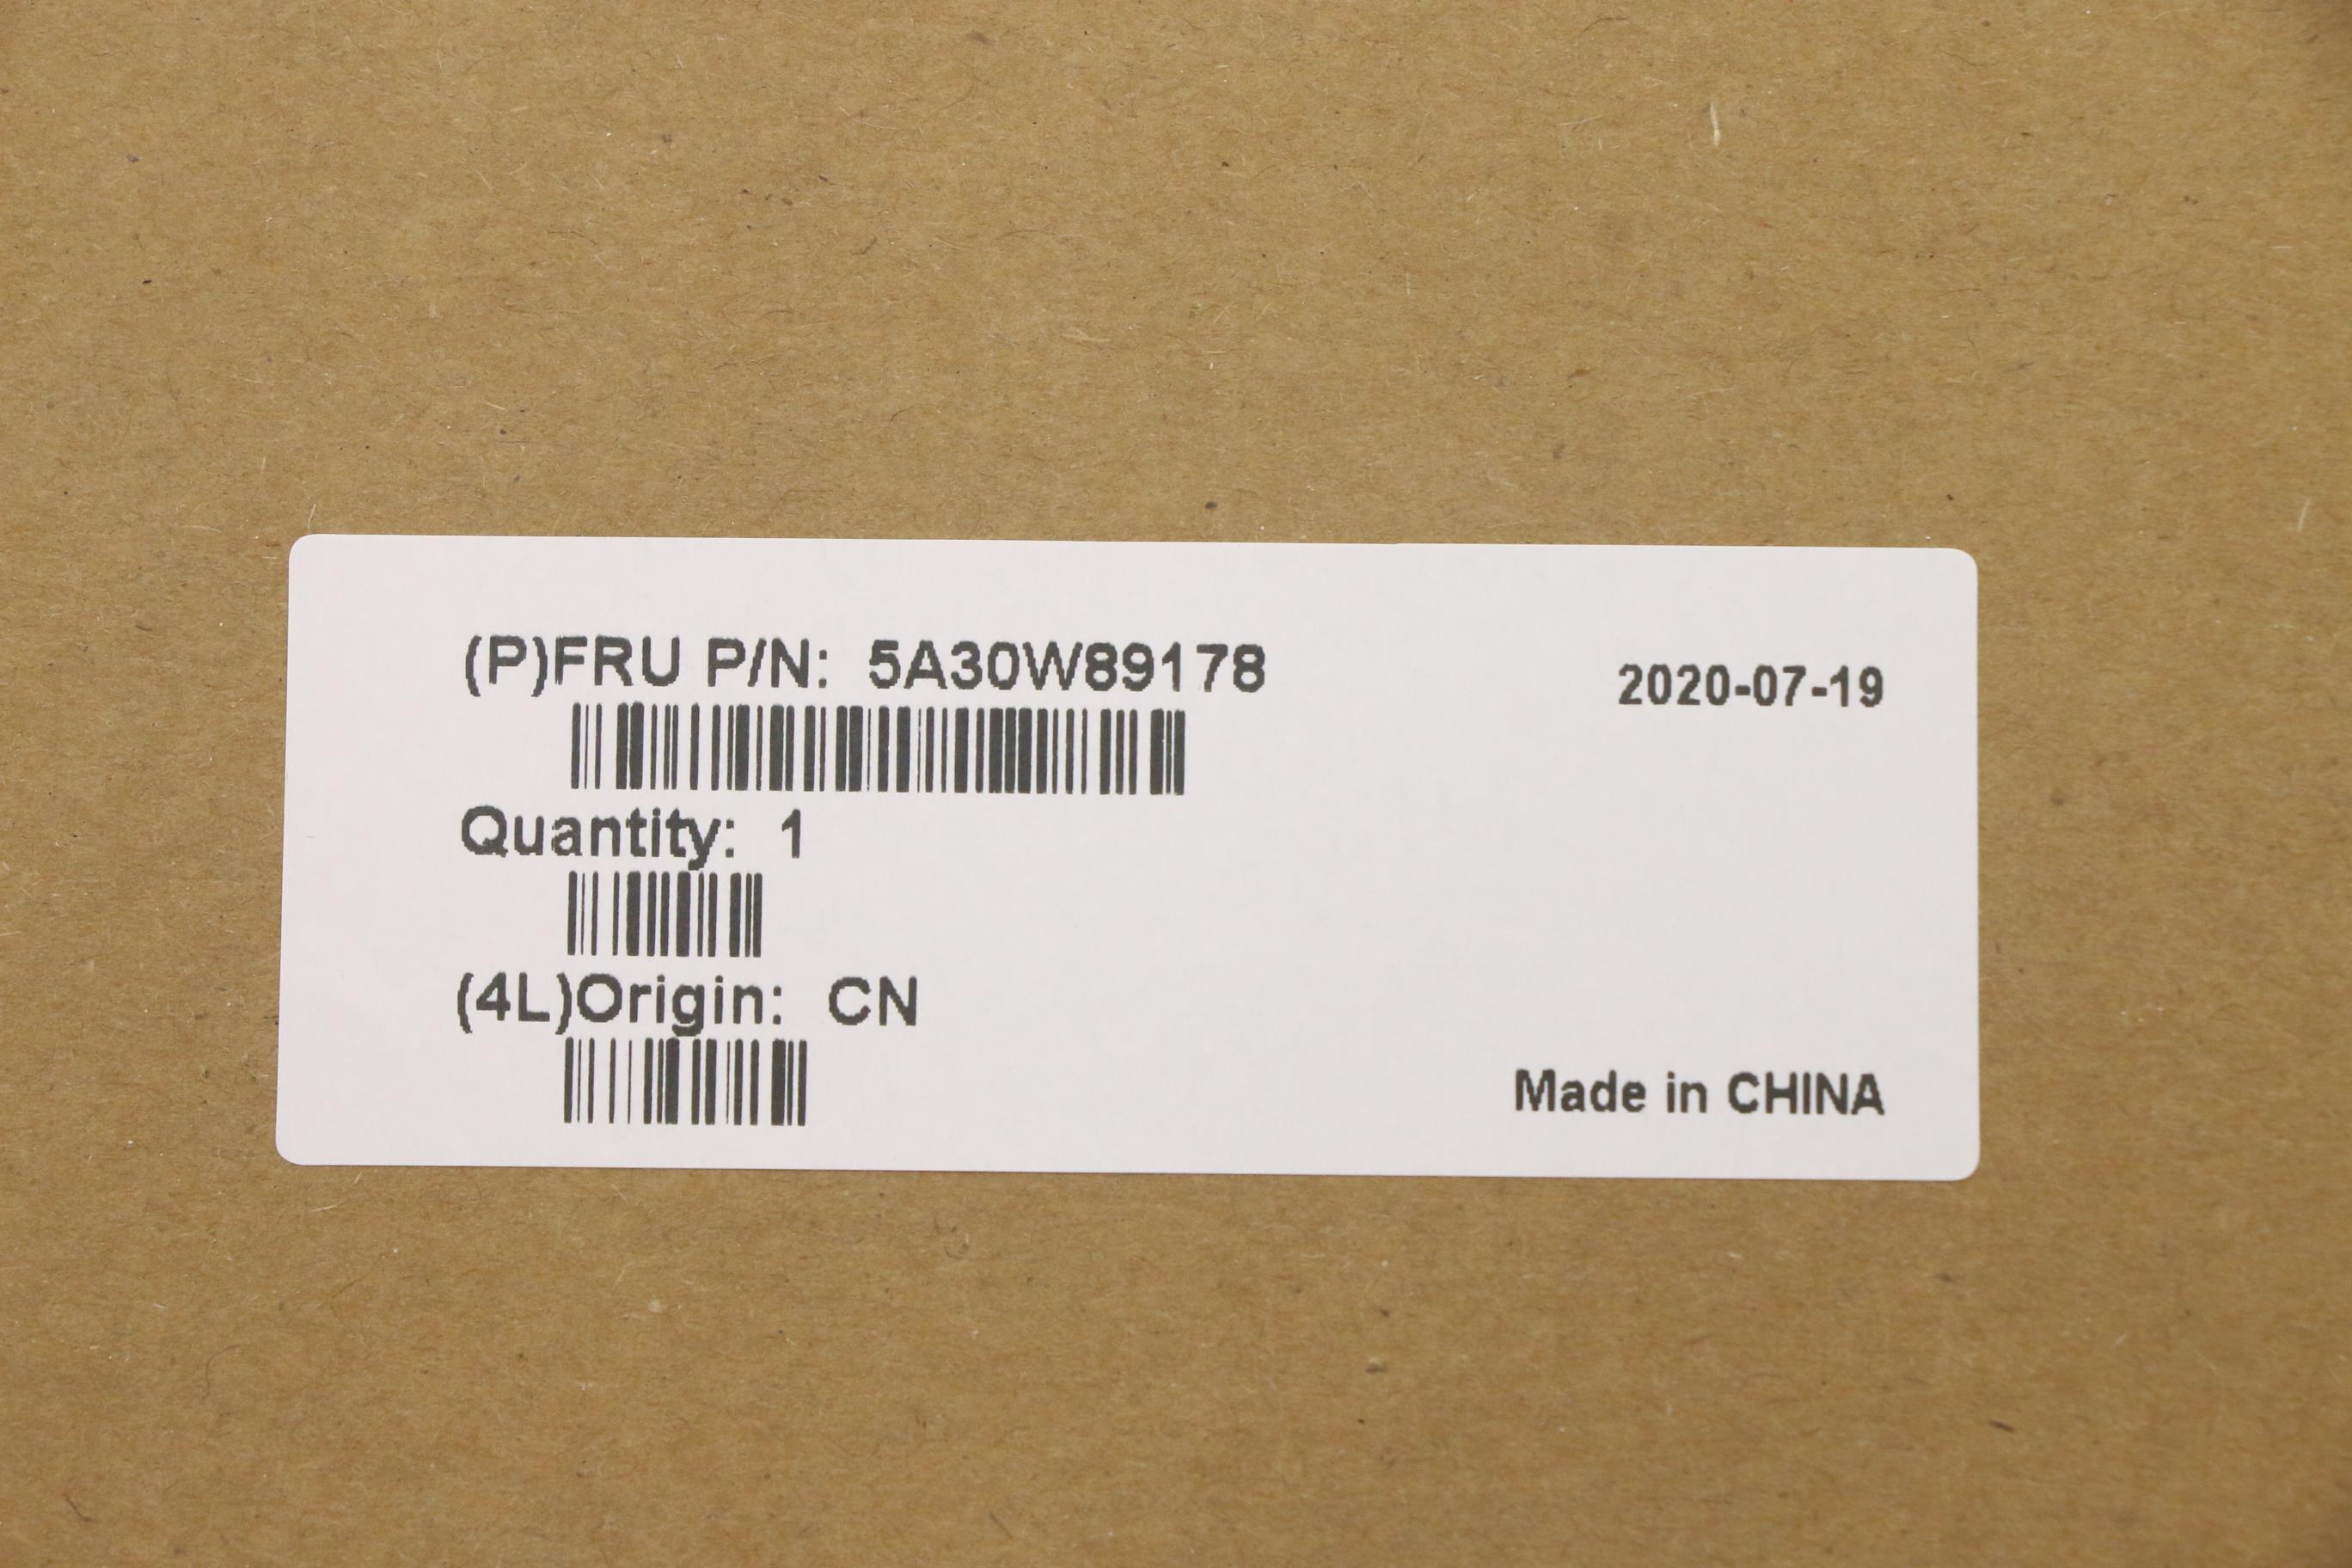 (P)FRU P/N: 5A30W89178
2020-07-19
Quantity: 1
(4L)Origin: CN
Made in CHINA